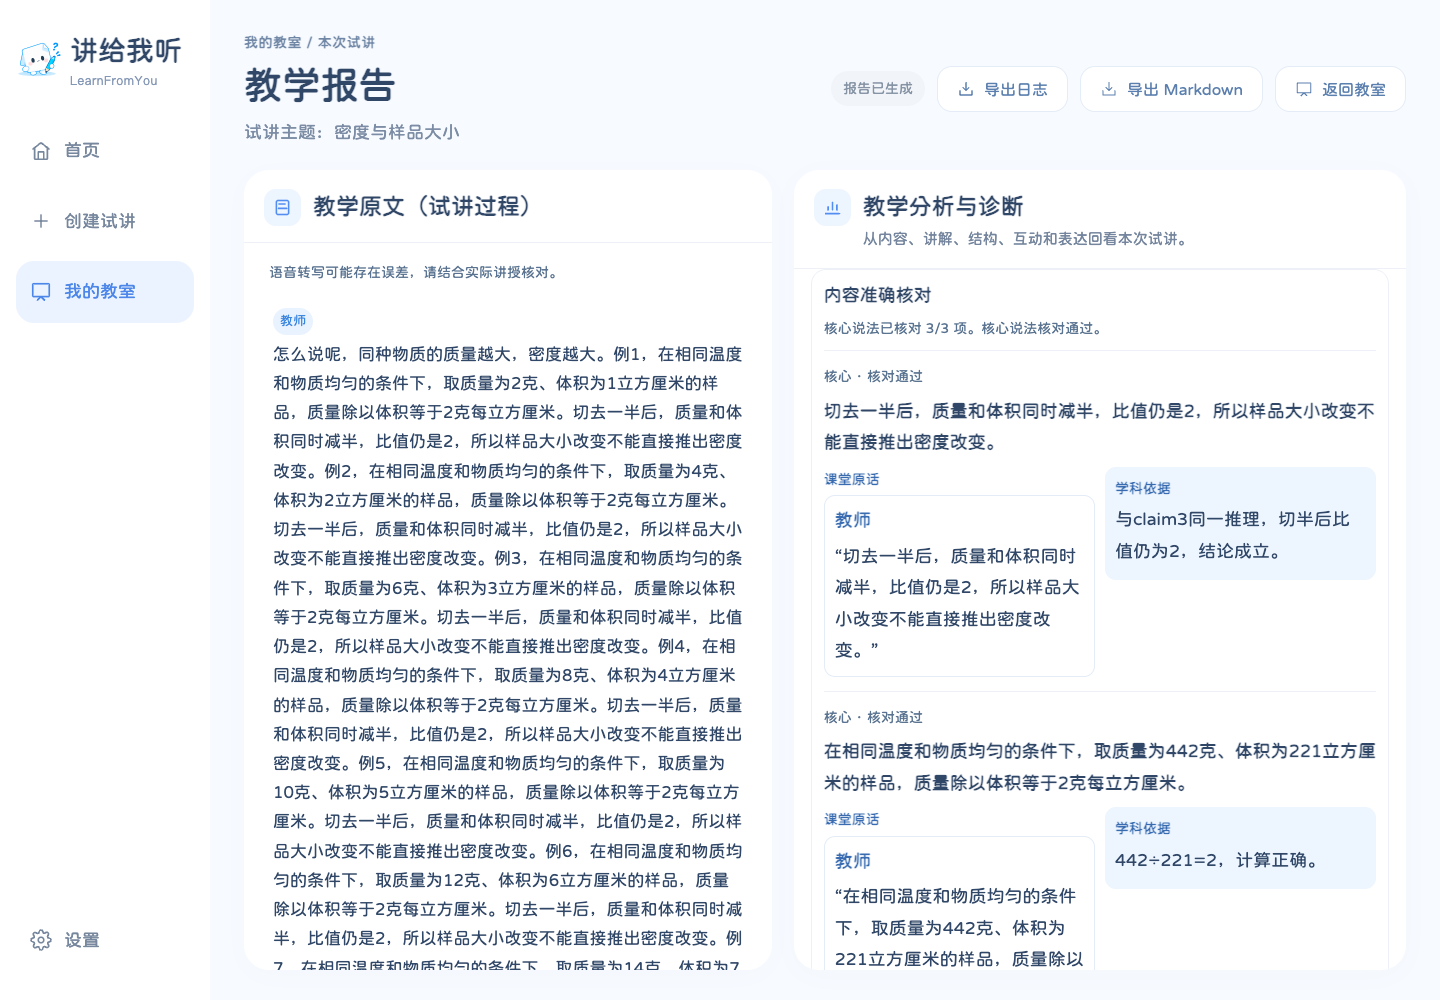 讲给我听
LearnFromYou
首页
创建试讲
我的教室
设置
我的教室 / 本次试讲
教学报告
试讲主题：密度与样品大小
报告已生成
导出日志
导出 Markdown
返回教室
教学原文（试讲过程）
语音转写可能存在误差，请结合实际讲授核对。
教师
怎么说呢，同种物质的质量越大，密度越大。例1，在相同温度
和物质均匀的条件下，取质量为2克、体积为1立方厘米的样
品，质量除以体积等于2克每立方厘米。切去一半后，质量和体
积同时减半，比值仍是2，所以样品大小改变不能直接推出密度
改变。例2，在相同温度和物质均匀的条件下，取质量为4克、
体积为2立方厘米的样品，质量除以体积等于2克每立方厘米。
切去一半后，质量和体积同时减半，比值仍是2，所以样品大小
改变不能直接推出密度改变。例3，在相同温度和物质均匀的条
件下，取质量为6克、体积为3立方厘米的样品，质量除以体积
等于2克每立方厘米。切去一半后，质量和体积同时减半，比值
仍是2，所以样品大小改变不能直接推出密度改变。例4，在相
同温度和物质均匀的条件下，取质量为8克、体积为4立方厘米
的样品，质量除以体积等于2克每立方厘米。切去一半后，质量
和体积同时减半，比值仍是2，所以样品大小改变不能直接推出
密度改变。例5，在相同温度和物质均匀的条件下，取质量为
10克、体积为5立方厘米的样品，质量除以体积等于2克每立方
厘米。切去一半后，质量和体积同时减半，比值仍是2，所以样
品大小改变不能直接推出密度改变。例6，在相同温度和物质均
匀的条件下，取质量为12克、体积为6立方厘米的样品，质量
除以体积等于2克每立方厘米。切去一半后，质量和体积同时减
半，比值仍是2，所以样品大小改变不能直接推出密度改变。例
7，在相同温度和物质均匀的条件下，取质量为14克、体积为7
教学分析与诊断
从内容、讲解、结构、互动和表达回看本次试讲。
内容准确核对
核心说法已核对 3/3 项。核心说法核对通过。
核心 · 核对通过
切去一半后，质量和体积同时减半，比值仍是2，所以样品大小改变不
能直接推出密度改变。
课堂原话
教师
“切去一半后，质量和体积同时
减半，比值仍是2，所以样品大
小改变不能直接推出密度改
变。”
学科依据
与claim3同一推理，切半后比
值仍为2，结论成立。
核心 · 核对通过
在相同温度和物质均匀的条件下，取质量为442克、体积为221立方厘
米的样品，质量除以体积等于2克每立方厘米。
课堂原话
教师
“在相同温度和物质均匀的条件
下，取质量为442克、体积为
221立方厘米的样品，质量除以
学科依据
442÷221=2，计算正确。